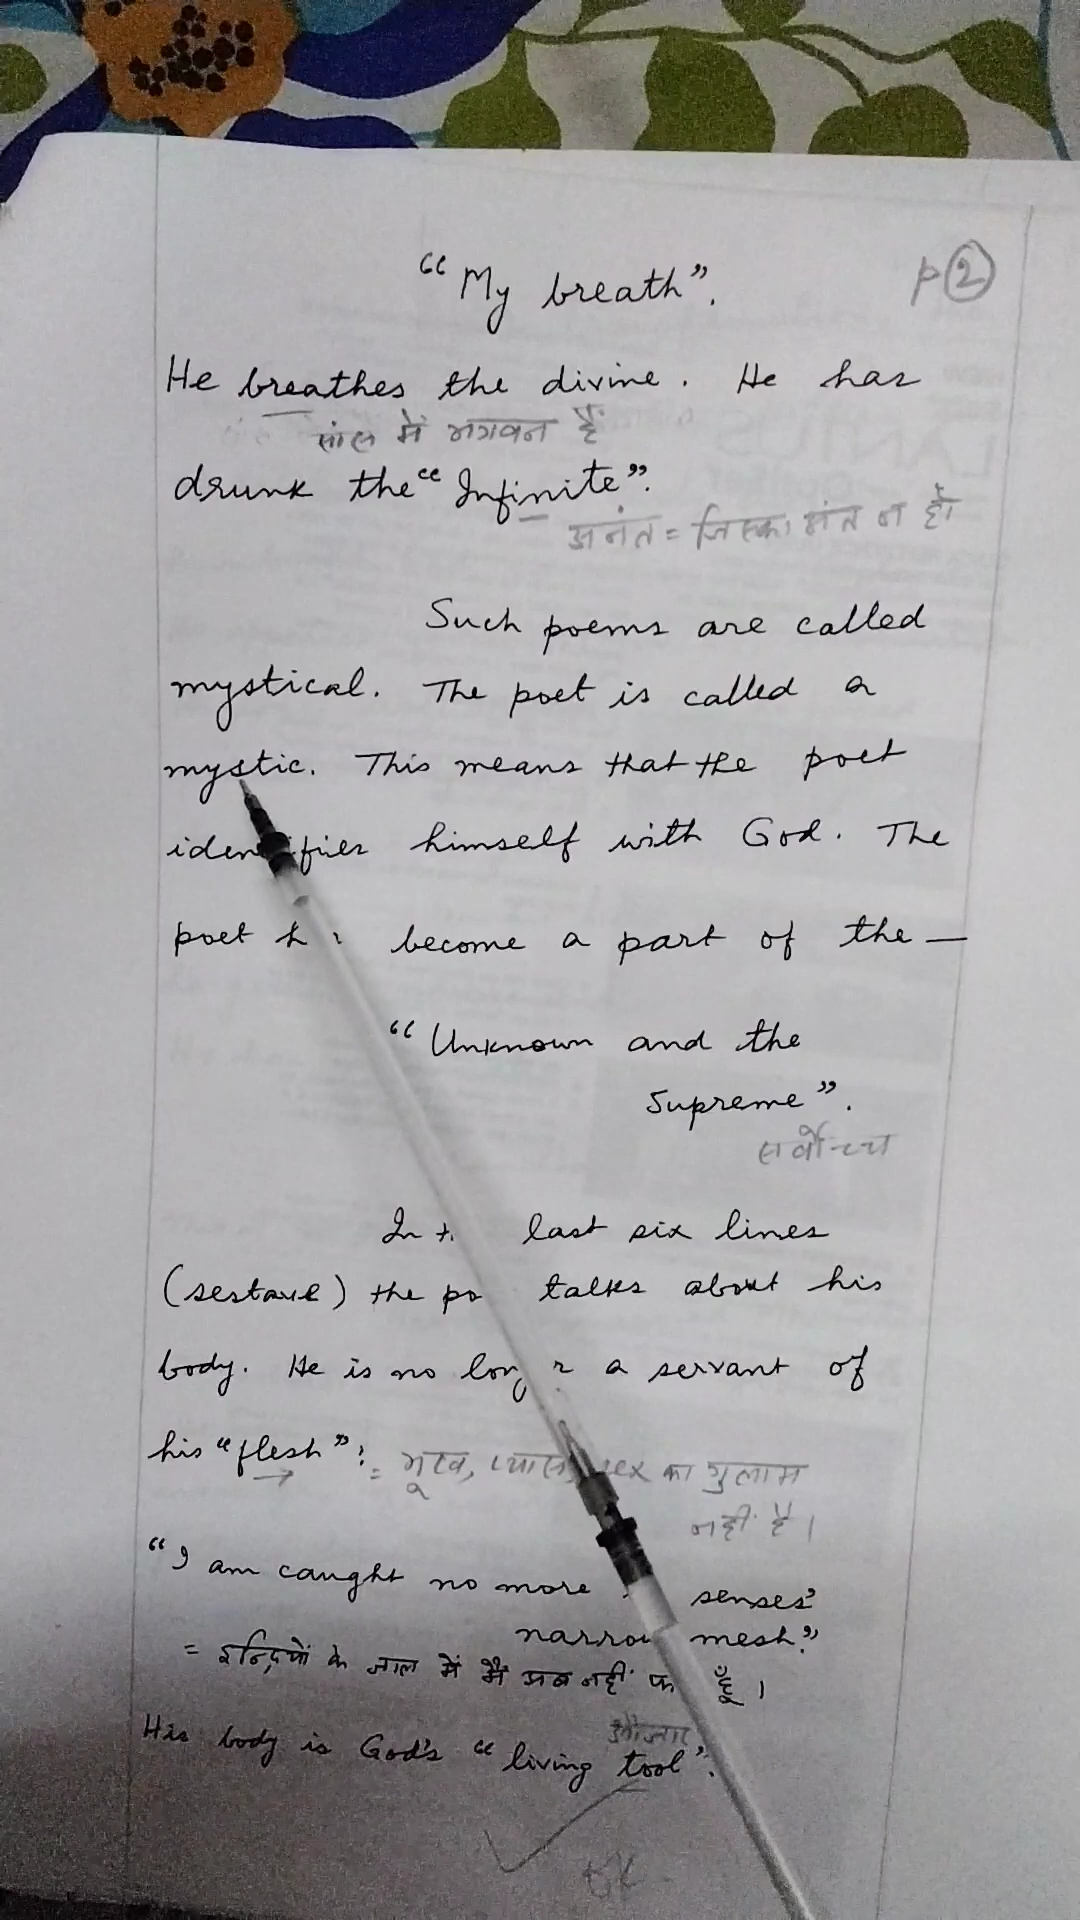 “My breath”.
p 2
He breathes the divine. He has
सांस में भगवन हैं
drunk the “Infinite”.
अनंत = जिसका अंत न हो
Such poems are called
mystical. The poet is called a
mystic. This means that the poet
identifies himself with God. The
poet become a part of the —
“Unknown and the
Supreme”.
सर्वोच्च
In last six lines
the talks about his
body. He is no a servant of
his “flesh”:
= भूख, प्यास, sex का गुलाम
नहीं है।
“I am caught no more senses’
mesh.”
= इन्द्रियों के जाल में मैं अब नहीं हूँ।
औजार
His body is God's “living tool”.
OK